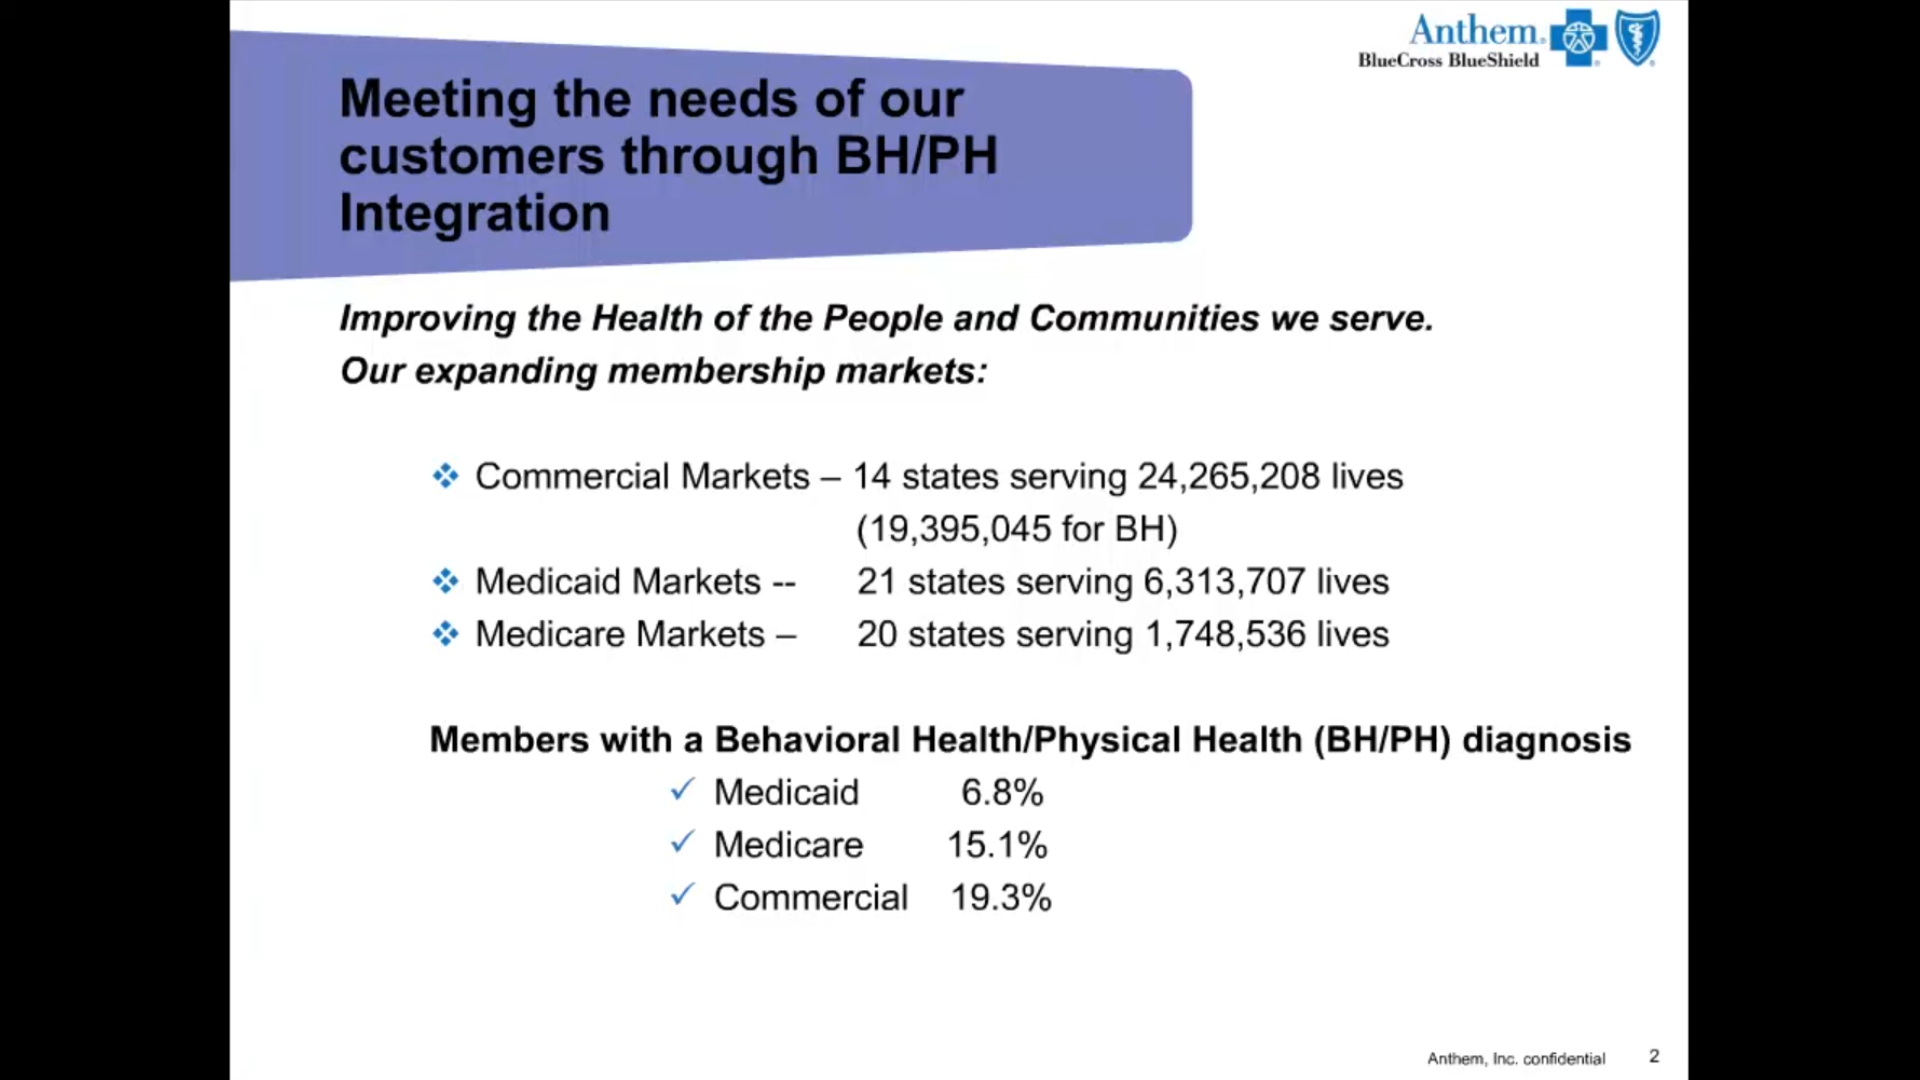 Anthem.
BlueCross BlueShield
Meeting the needs of our
customers through BH/PH
Integration
Improving the Health of the People and Communities we serve.
Our expanding membership markets:
❖ Commercial Markets – 14 states serving 24,265,208 lives
(19,395,045 for BH)
❖ Medicaid Markets -- 21 states serving 6,313,707 lives
❖ Medicare Markets – 20 states serving 1,748,536 lives
Members with a Behavioral Health/Physical Health (BH/PH) diagnosis
✓ Medicaid 6.8%
✓ Medicare 15.1%
✓ Commercial 19.3%
Anthem, Inc. confidential 2